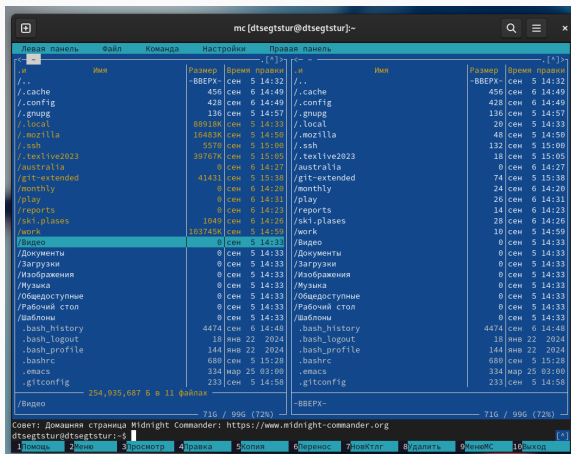 mc [dtsegtstur@dtsegtstur]:~
Левая панель Файл Команда Настройки Правая панель
<— ~ —.[^]> <— ~ —.[^]>
.и Имя Размер Время правки .и Имя Размер Время правки
/.. -ВВЕРХ- сен 5 14:32 /.. -ВВЕРХ- сен 5 14:32
/.cache 456 сен 6 14:49 /.cache 456 сен 6 14:49
/.config 428 сен 6 14:49 /.config 428 сен 6 14:49
/.gnupg 136 сен 5 14:57 /.gnupg 136 сен 5 14:57
/.local 88918K сен 5 14:33 /.local 20 сен 5 14:33
/.mozilla 16483K сен 5 14:50 /.mozilla 48 сен 5 14:50
/.ssh 5570 сен 5 15:00 /.ssh 132 сен 5 15:00
/.texlive2023 39767K сен 5 15:05 /.texlive2023 18 сен 5 15:05
/australia 0 сен 6 14:27 /australia 0 сен 6 14:27
/git-extended 41431 сен 5 15:38 /git-extended 74 сен 5 15:38
/monthly 0 сен 6 14:20 /monthly 24 сен 6 14:20
/play 0 сен 6 14:31 /play 26 сен 6 14:31
/reports 0 сен 6 14:23 /reports 14 сен 6 14:23
/ski.plases 1049 сен 6 14:26 /ski.plases 28 сен 6 14:26
/work 103745K сен 5 14:59 /work 10 сен 5 14:59
/Видео 0 сен 5 14:33 /Видео 0 сен 5 14:33
/Документы 0 сен 5 14:33 /Документы 0 сен 5 14:33
/Загрузки 0 сен 5 14:33 /Загрузки 0 сен 5 14:33
/Изображения 0 сен 5 14:33 /Изображения 0 сен 5 14:33
/Музыка 0 сен 5 14:33 /Музыка 0 сен 5 14:33
/Общедоступные 0 сен 5 14:33 /Общедоступные 0 сен 5 14:33
/Рабочий стол 0 сен 5 14:33 /Рабочий стол 0 сен 5 14:33
/Шаблоны 0 сен 5 14:33 /Шаблоны 0 сен 5 14:33
.bash_history 4474 сен 6 14:48 .bash_history 4474 сен 6 14:48
.bash_logout 18 янв 22 2024 .bash_logout 18 янв 22 2024
.bash_profile 144 янв 22 2024 .bash_profile 144 янв 22 2024
.bashrc 680 сен 5 15:28 .bashrc 680 сен 5 15:28
.emacs 334 мар 25 03:00 .emacs 334 мар 25 03:00
.gitconfig 233 сен 5 14:58 .gitconfig 233 сен 5 14:58
254,935,687 Б в 11 файлах
/Видео -ВВЕРХ-
71G / 99G (72%) 71G / 99G (72%)
Совет: Домашняя страница Midnight Commander: https://www.midnight-commander.org
dtsegtstur@dtsegtstur:~$ [^]
1Помощь 2Меню 3Просмотр 4Правка 5Копия 6Перенос 7НовКтлг 8Удалить 9МенюMC 10Выход